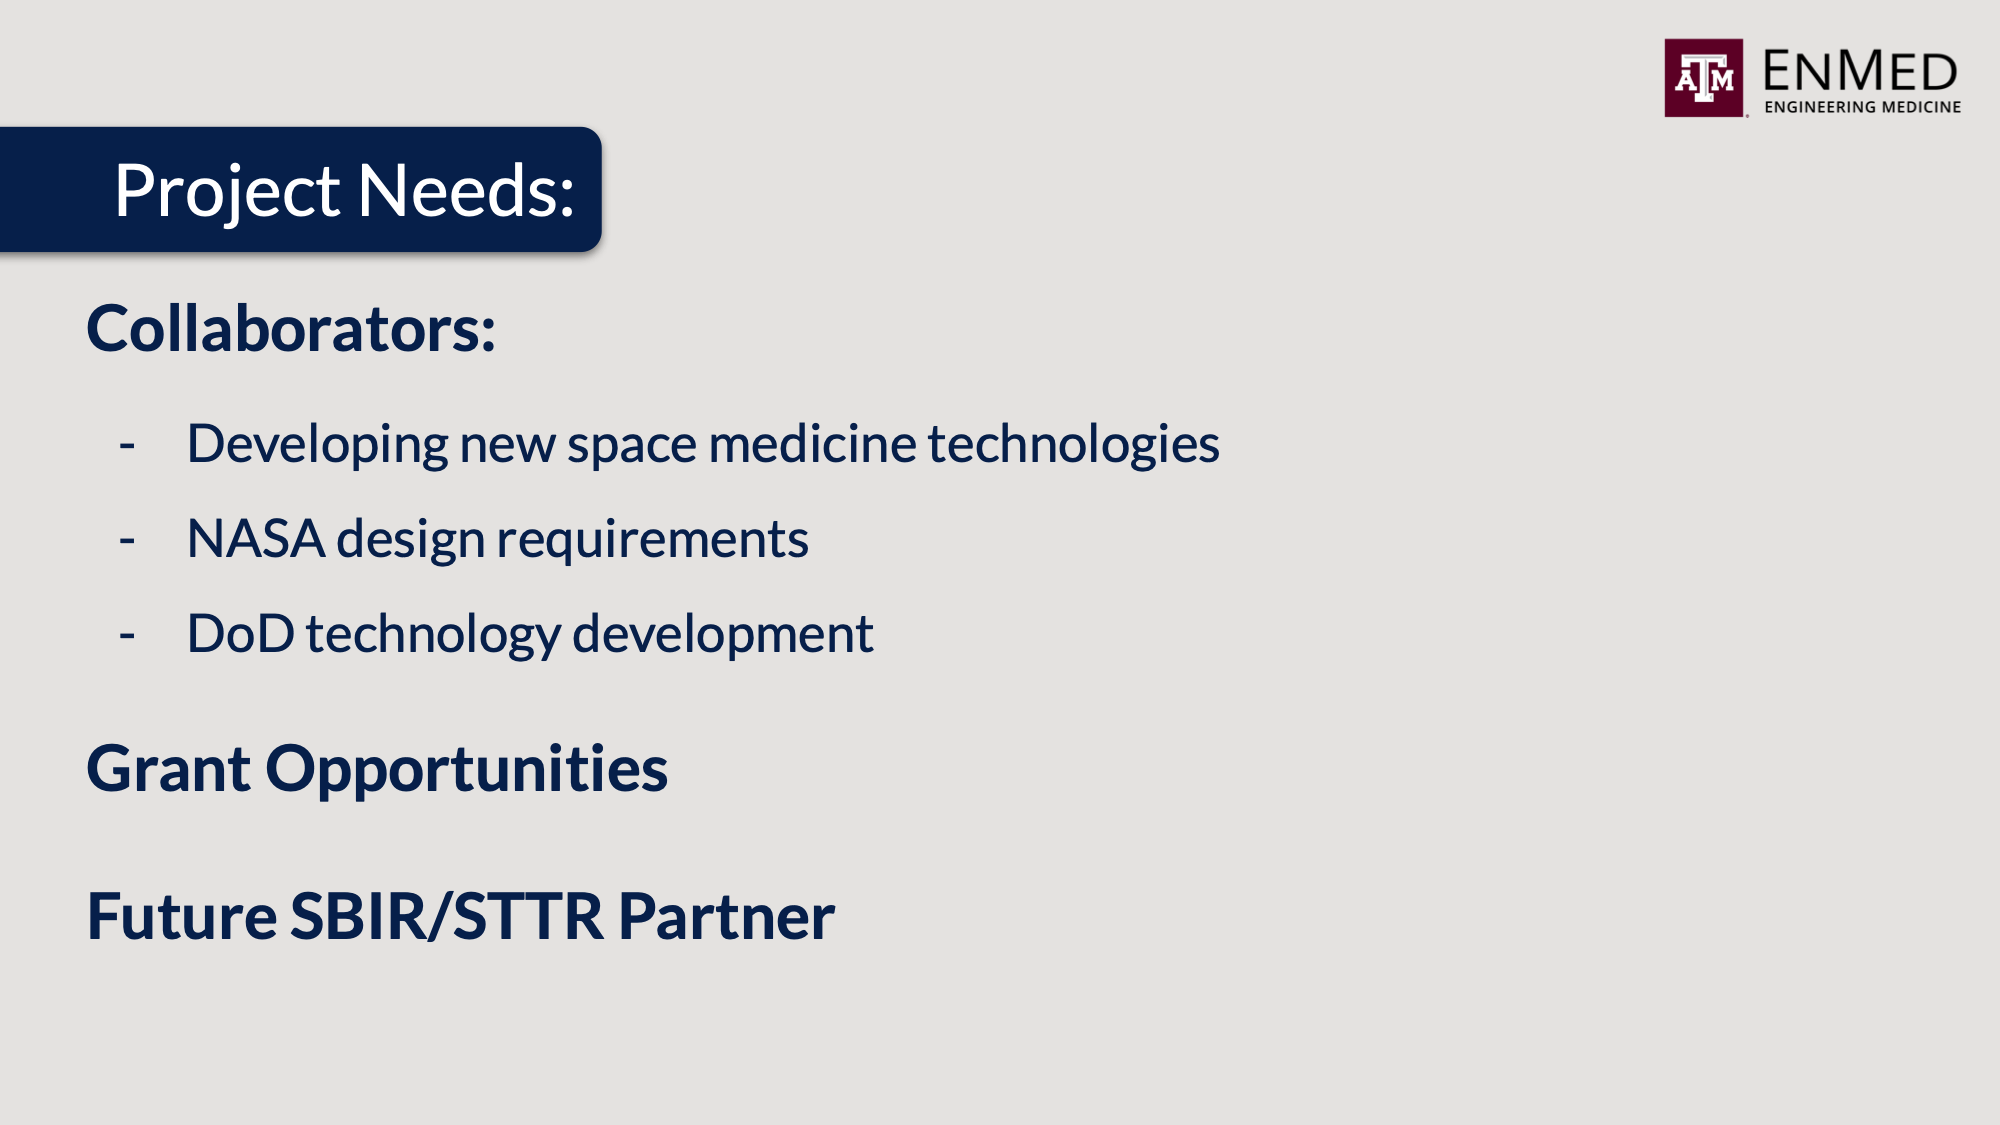 ATM ENMED
ENGINEERING MEDICINE
Project Needs:
Collaborators:
- Developing new space medicine technologies
- NASA design requirements
- DoD technology development
Grant Opportunities
Future SBIR/STTR Partner